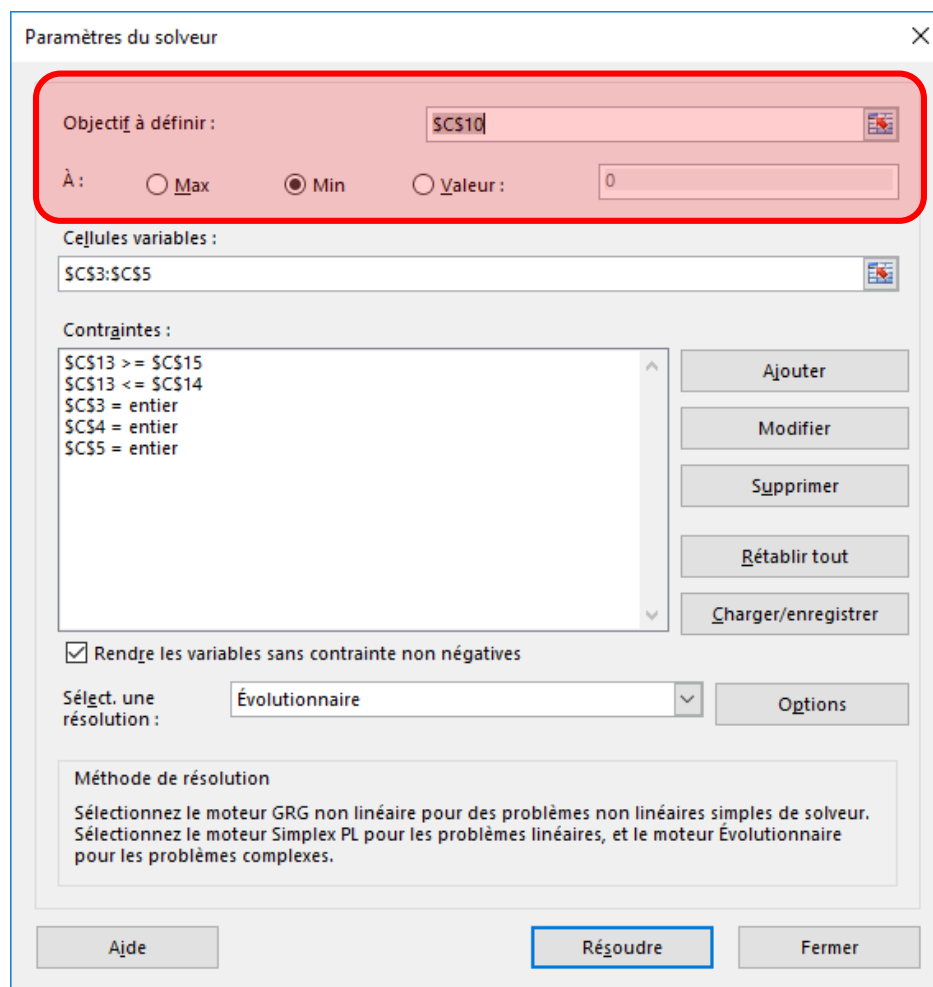 Paramètres du solveur
Objectif à définir :
$C$10
À :
Max
Min
Valeur :
0
Cellules variables :
$C$3:$C$5
Contraintes :
$C$13 >= $C$15
$C$13 <= $C$14
$C$3 = entier
$C$4 = entier
$C$5 = entier
Ajouter
Modifier
Supprimer
Rétablir tout
Charger/enregistrer
Rendre les variables sans contrainte non négatives
Sélect. une
résolution :
Évolutionnaire
Options
Méthode de résolution
Sélectionnez le moteur GRG non linéaire pour des problèmes non linéaires simples de solveur.
Sélectionnez le moteur Simplex PL pour les problèmes linéaires, et le moteur Évolutionnaire
pour les problèmes complexes.
Aide
Résoudre
Fermer